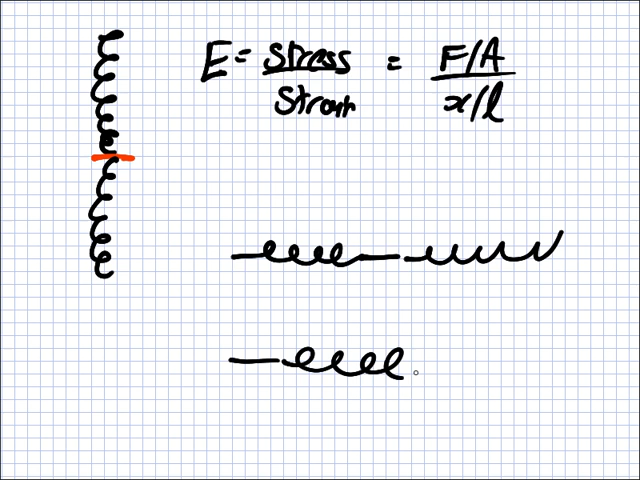 E = Stress / Strain = F/A / x/l